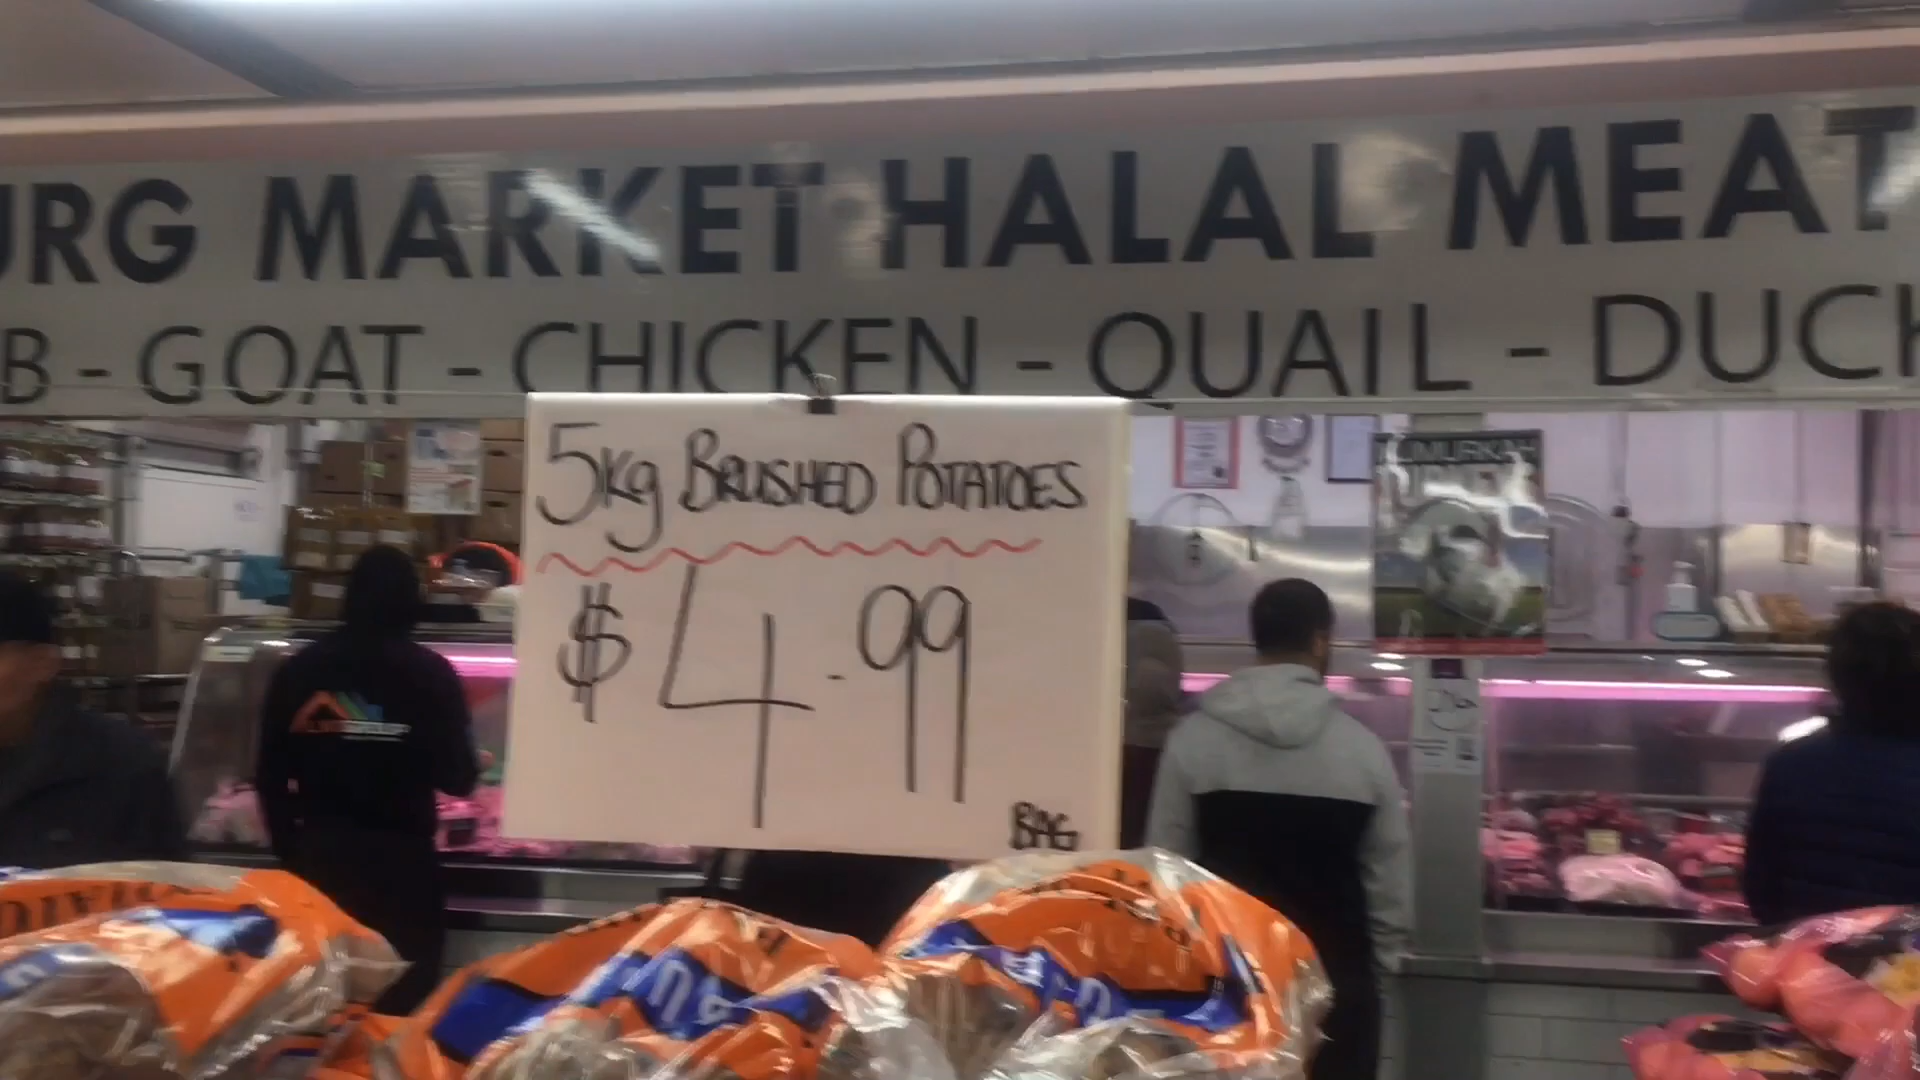 URG MARKET HALAL MEAT
B - GOAT - CHICKEN - QUAIL - DUCK
5kg BRUSHED POTATOES
$4.99
BAG